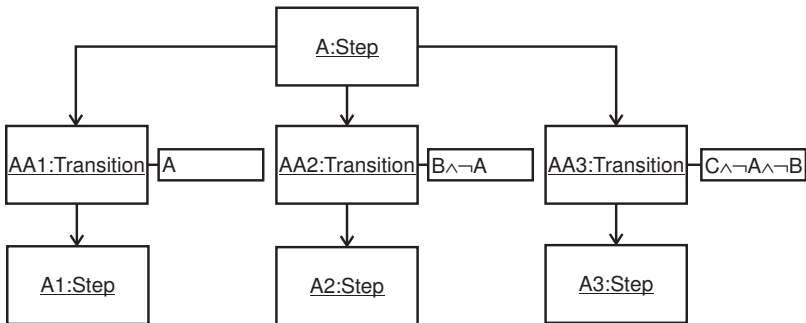 A:Step
AA1:Transition
A
AA2:Transition
B∧¬A
AA3:Transition
C∧¬A∧¬B
A1:Step
A2:Step
A3:Step